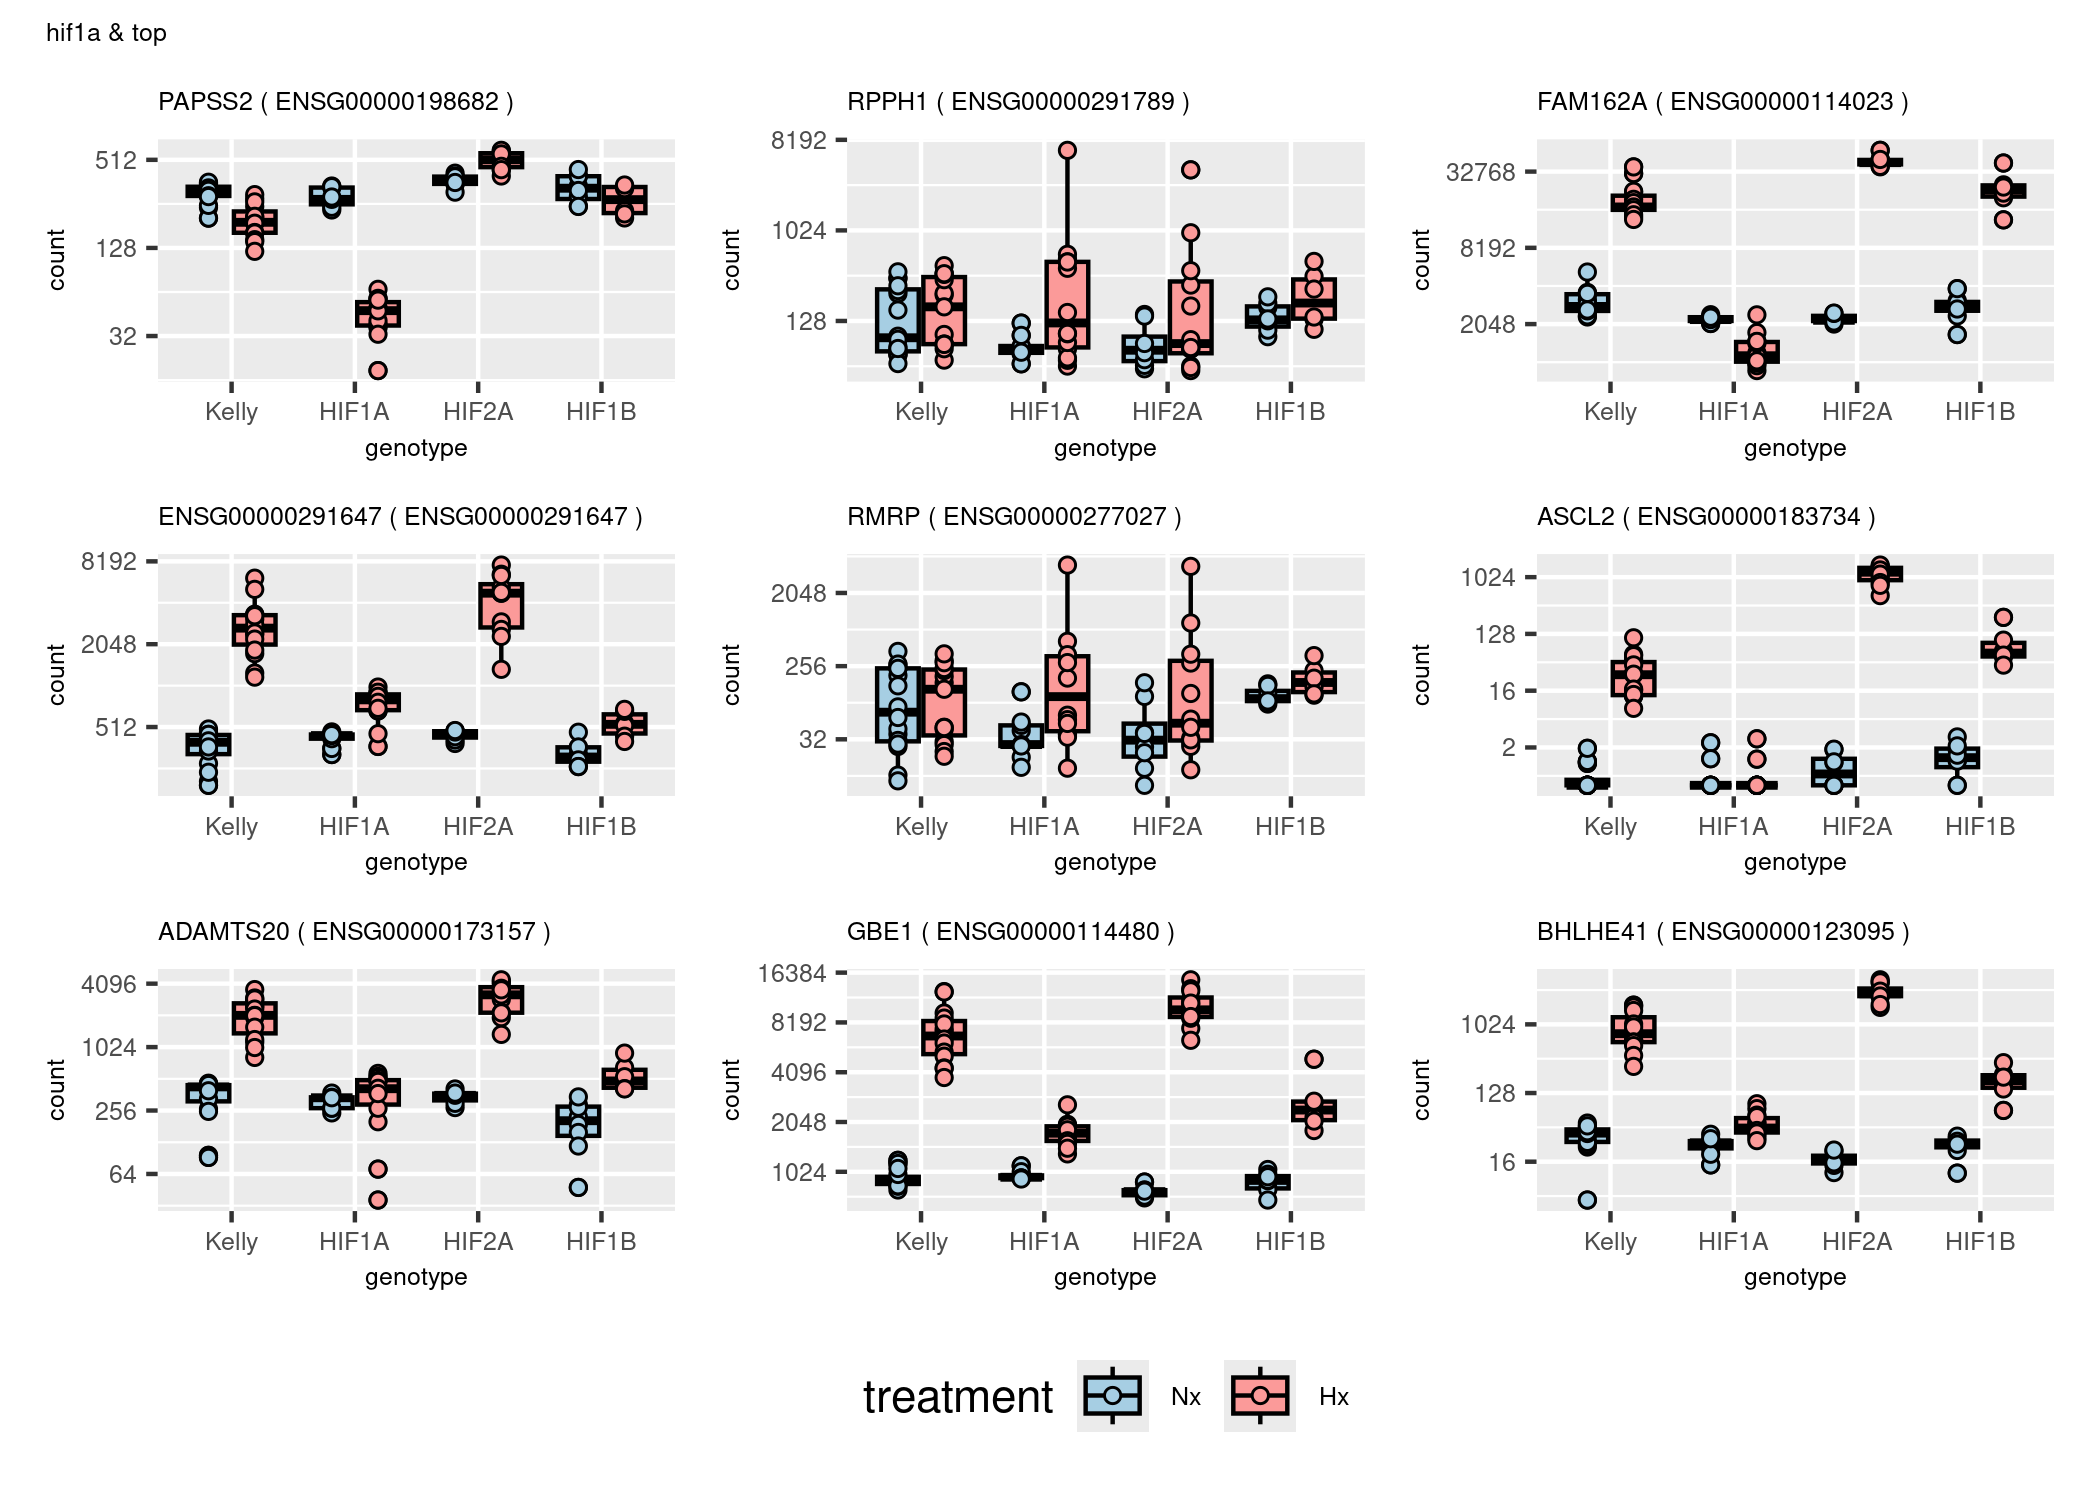 hif1a & top
PAPSS2 ( ENSG00000198682 )
512
128
32
count
Kelly HIF1A HIF2A HIF1B
genotype
RPPH1 ( ENSG00000291789 )
8192
1024
128
count
Kelly HIF1A HIF2A HIF1B
genotype
FAM162A ( ENSG00000114023 )
32768
8192
2048
count
Kelly HIF1A HIF2A HIF1B
genotype
ENSG00000291647 ( ENSG00000291647 )
8192
2048
512
count
Kelly HIF1A HIF2A HIF1B
genotype
RMRP ( ENSG00000277027 )
2048
256
32
count
Kelly HIF1A HIF2A HIF1B
genotype
ASCL2 ( ENSG00000183734 )
1024
128
16
2
count
Kelly HIF1A HIF2A HIF1B
genotype
ADAMTS20 ( ENSG00000173157 )
4096
1024
256
64
count
Kelly HIF1A HIF2A HIF1B
genotype
GBE1 ( ENSG00000114480 )
16384
8192
4096
2048
1024
count
Kelly HIF1A HIF2A HIF1B
genotype
BHLHE41 ( ENSG00000123095 )
1024
128
16
count
Kelly HIF1A HIF2A HIF1B
genotype
treatment Nx Hx